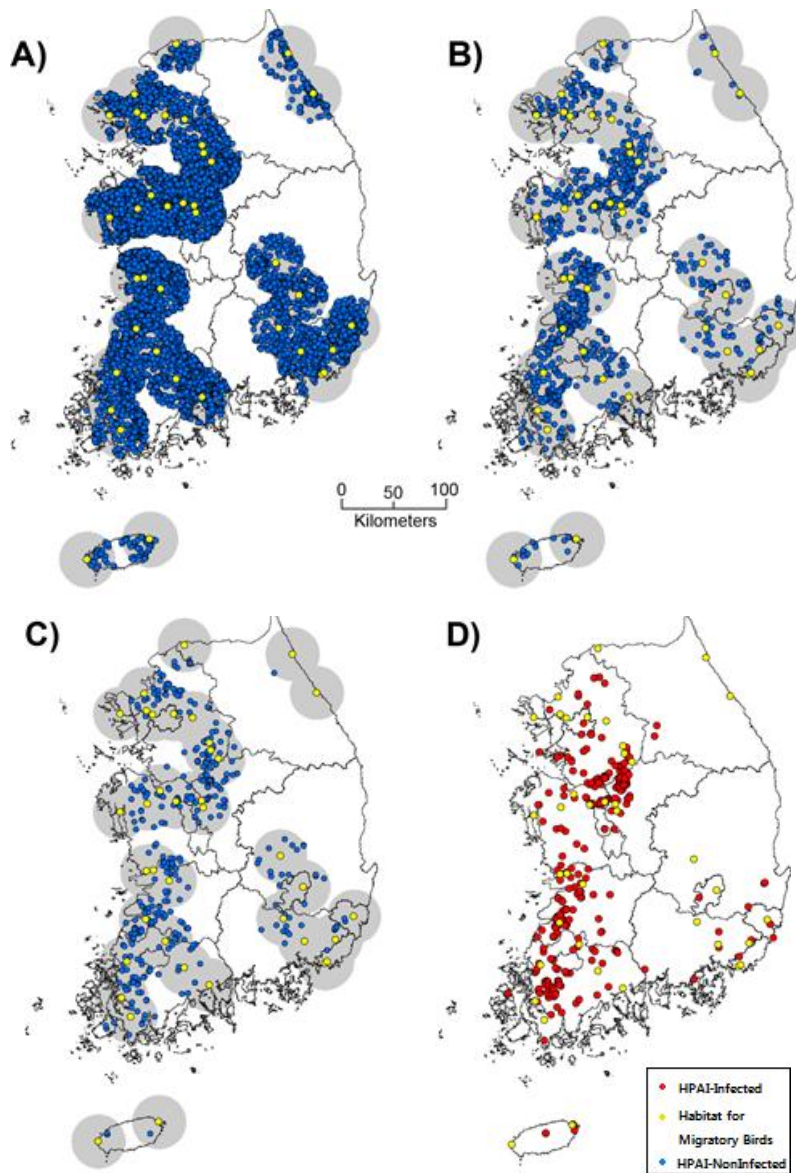 A)
B)
0 50 100
Kilometers
C)
D)
HPAI-Infected
Habitat for
Migratory Birds
HPAI-NonInfected